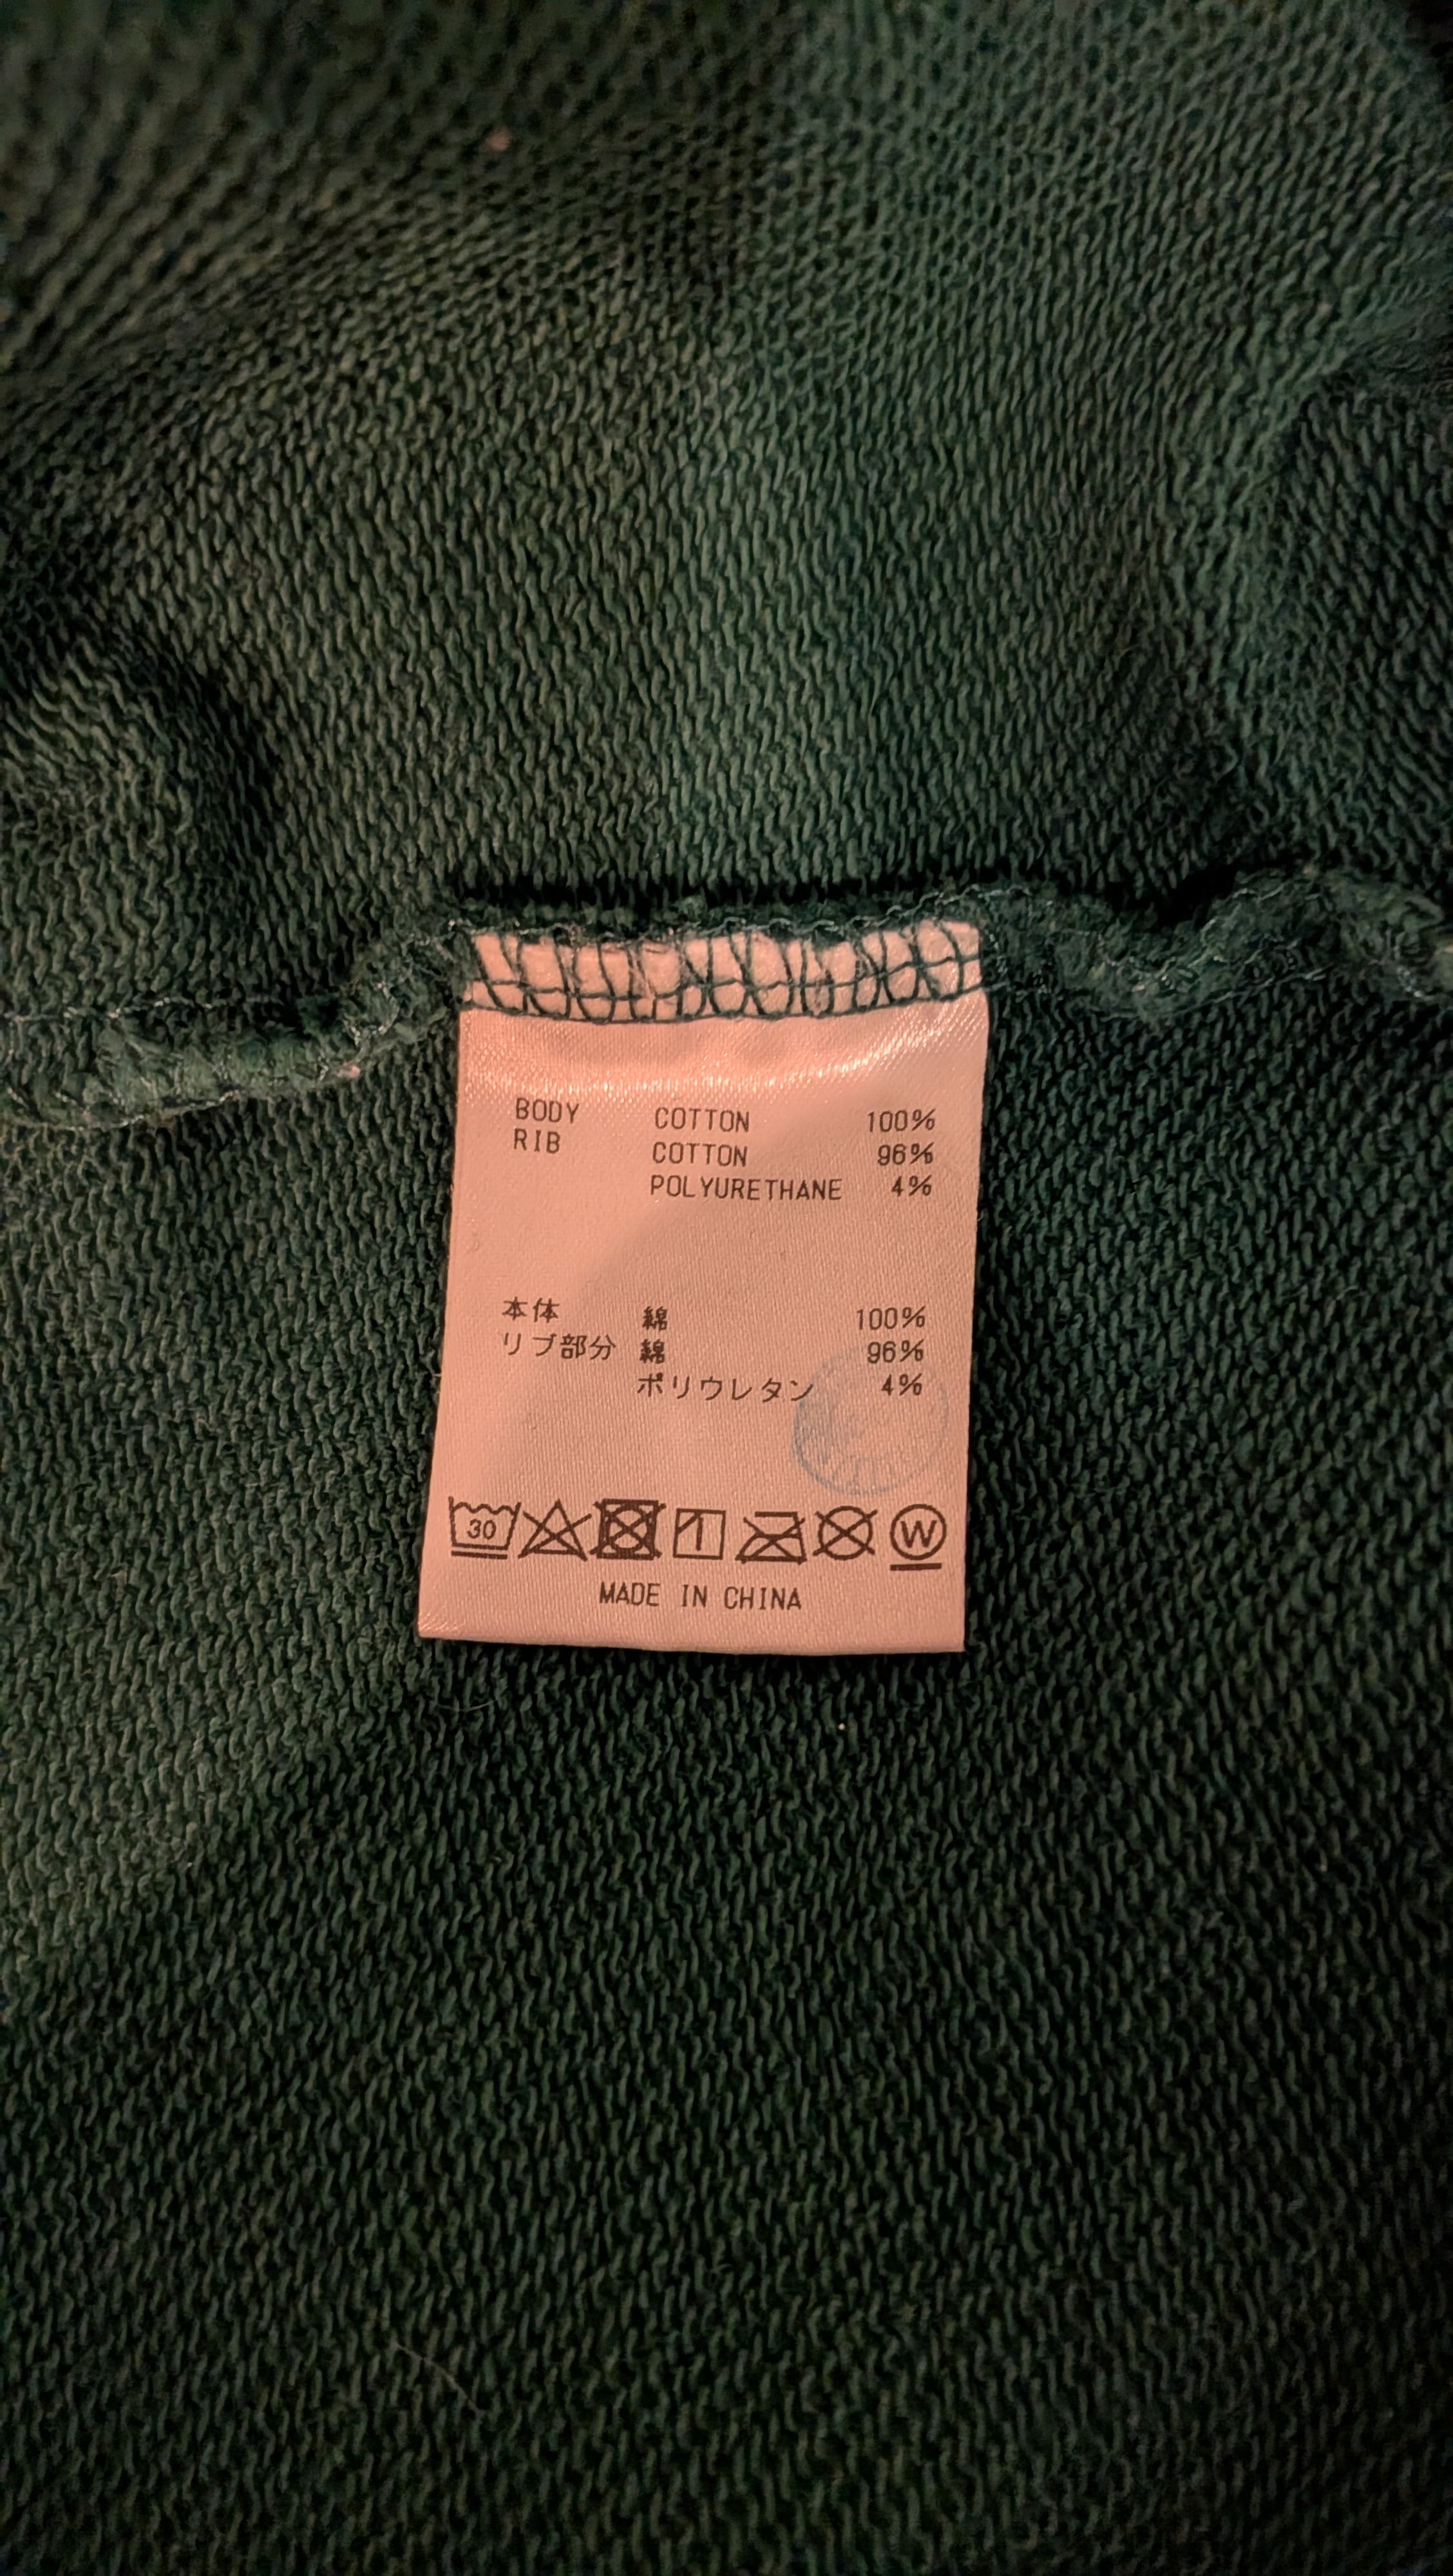 BODY COTTON 100%
RIB COTTON 96%
POLYURETHANE 4%
本体 綿 100%
リブ部分 綿 96%
ポリウレタン 4%
30 W
MADE IN CHINA